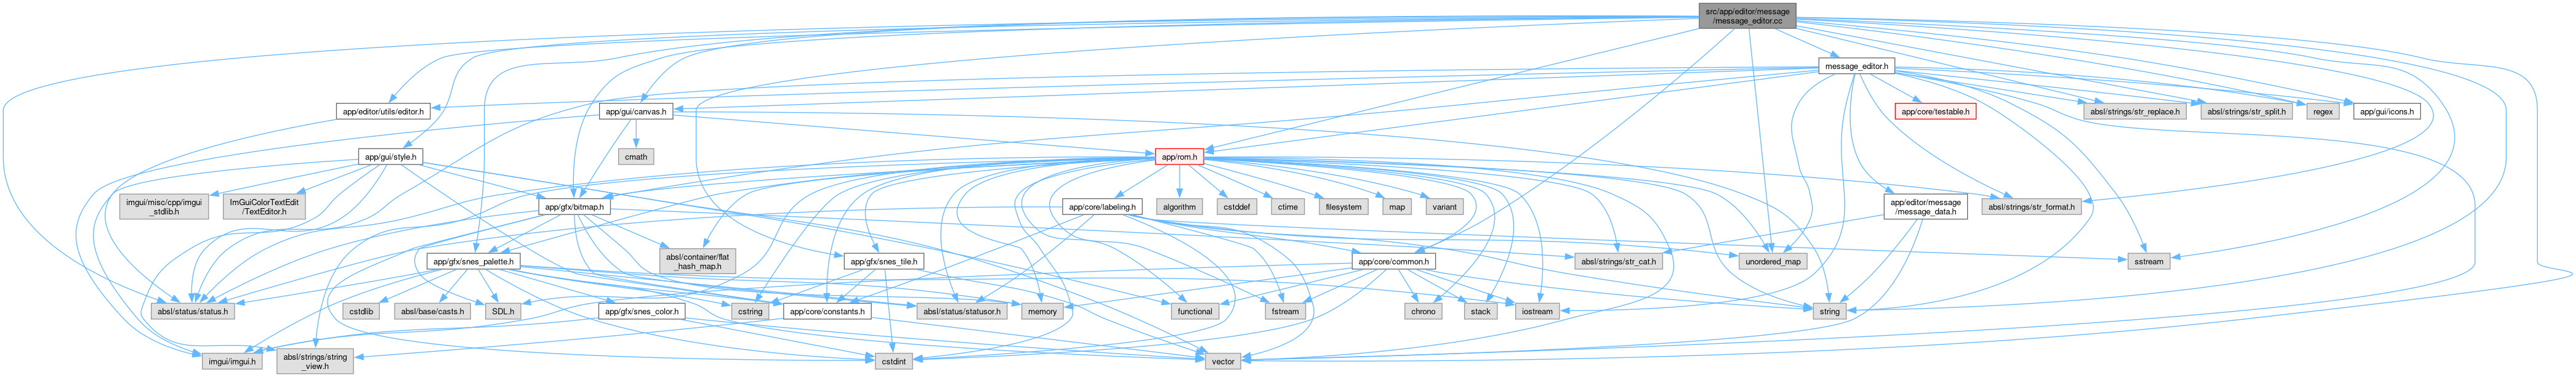 src/app/editor/message
/message_editor.cc
message_editor.h
app/editor/utils/editor.h
app/gui/canvas.h
app/core/testable.h
absl/strings/str_replace.h
absl/strings/str_split.h
regex
app/gui/icons.h
app/gui/style.h
cmath
app/rom.h
imgui/misc/cpp/imgui
_stdlib.h
ImGuiColorTextEdit
/TextEditor.h
app/gfx/bitmap.h
app/core/labeling.h
algorithm
cstddef
ctime
filesystem
map
variant
app/editor/message
/message_data.h
absl/strings/str_format.h
app/gfx/snes_palette.h
absl/container/flat
_hash_map.h
app/gfx/snes_tile.h
app/core/common.h
absl/strings/str_cat.h
unordered_map
sstream
absl/status/status.h
cstdlib
absl/base/casts.h
SDL.h
app/gfx/snes_color.h
cstring
app/core/constants.h
absl/status/statusor.h
memory
functional
fstream
chrono
stack
iostream
string
imgui/imgui.h
absl/strings/string
_view.h
cstdint
vector